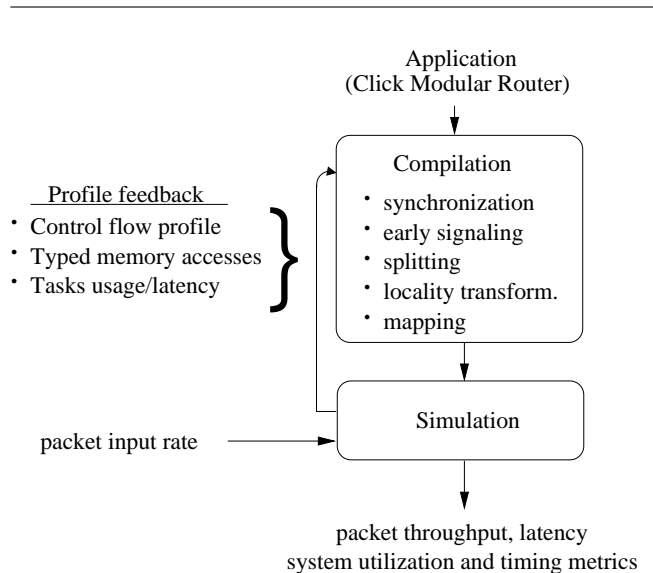 Application
(Click Modular Router)
Compilation
• synchronization
• early signaling
• splitting
• locality transform.
• mapping
Profile feedback
• Control flow profile
• Typed memory accesses
• Tasks usage/latency
Simulation
packet input rate
packet throughput, latency
system utilization and timing metrics